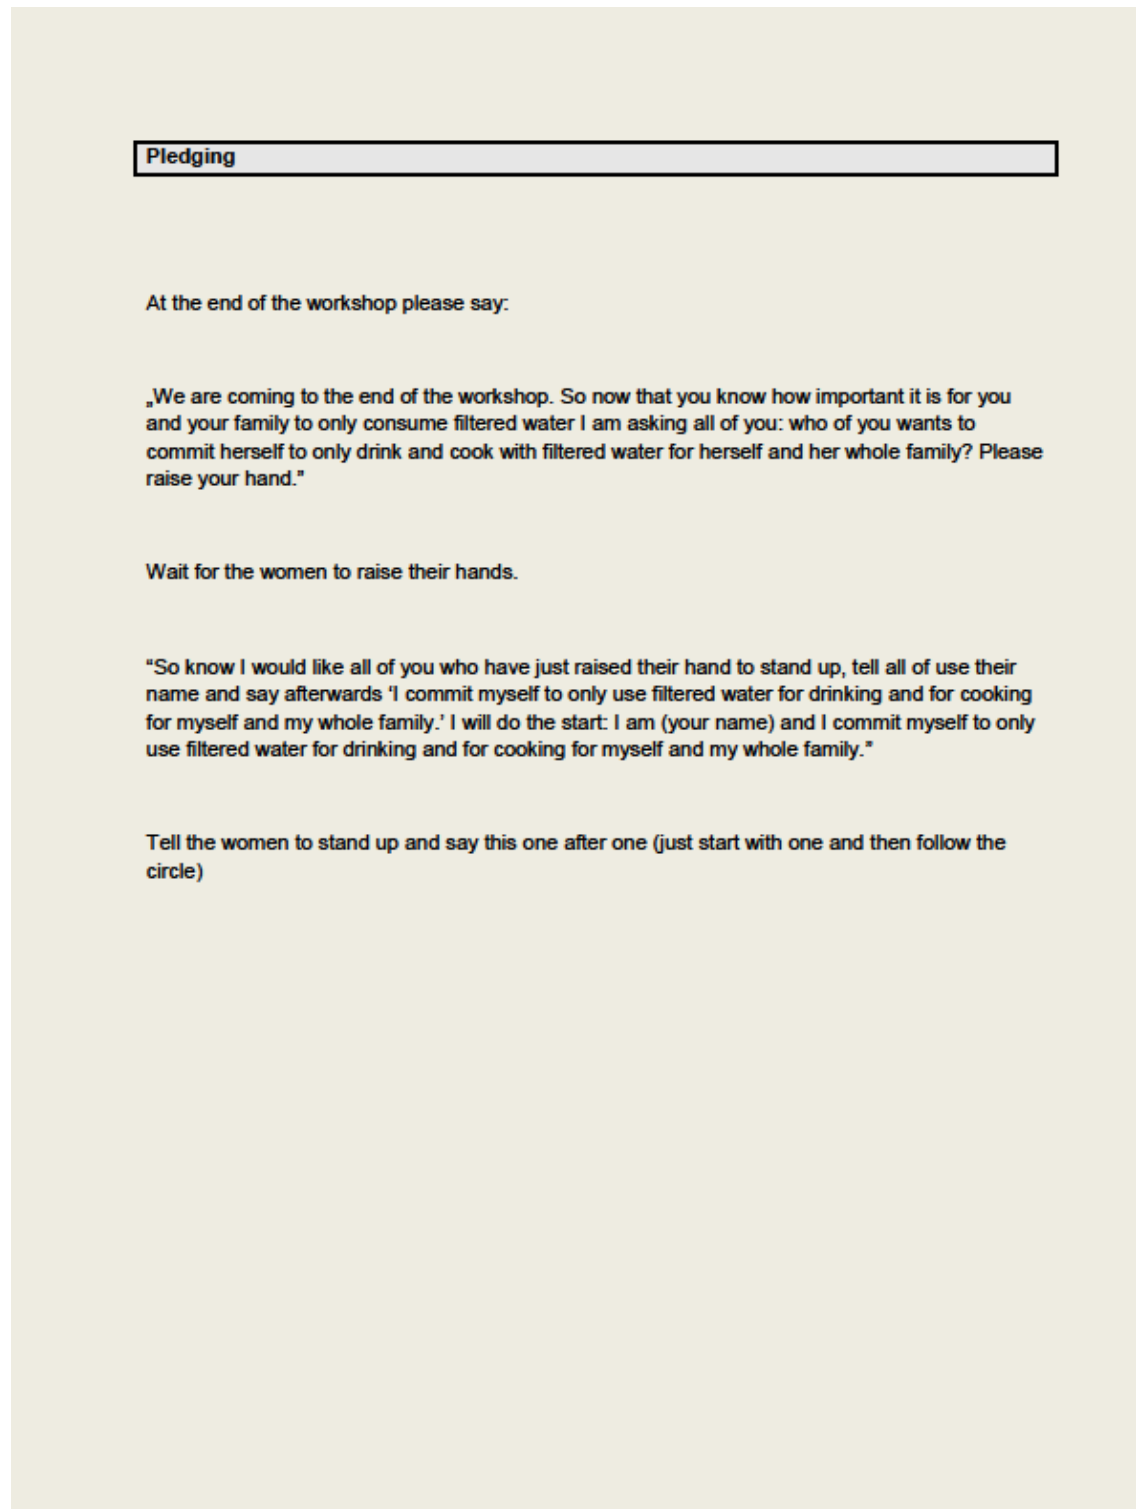 Pledging
At the end of the workshop please say:
„We are coming to the end of the workshop. So now that you know how important it is for you
and your family to only consume filtered water I am asking all of you: who of you wants to
commit herself to only drink and cook with filtered water for herself and her whole family? Please
raise your hand.”
Wait for the women to raise their hands.
“So know I would like all of you who have just raised their hand to stand up, tell all of use their
name and say afterwards ‘I commit myself to only use filtered water for drinking and for cooking
for myself and my whole family.’ I will do the start: I am (your name) and I commit myself to only
use filtered water for drinking and for cooking for myself and my whole family.”
Tell the women to stand up and say this one after one (just start with one and then follow the
circle)